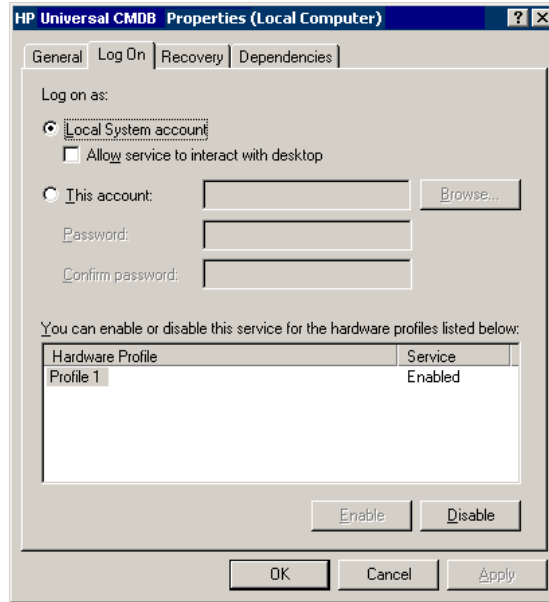 HP Universal CMDB Properties (Local Computer)
General Log On Recovery Dependencies
Log on as:
Local System account
Allow service to interact with desktop
This account: Browse...
Password:
Confirm password:
You can enable or disable this service for the hardware profiles listed below:
Hardware Profile Service
Profile 1 Enabled
Enable Disable
OK Cancel Apply